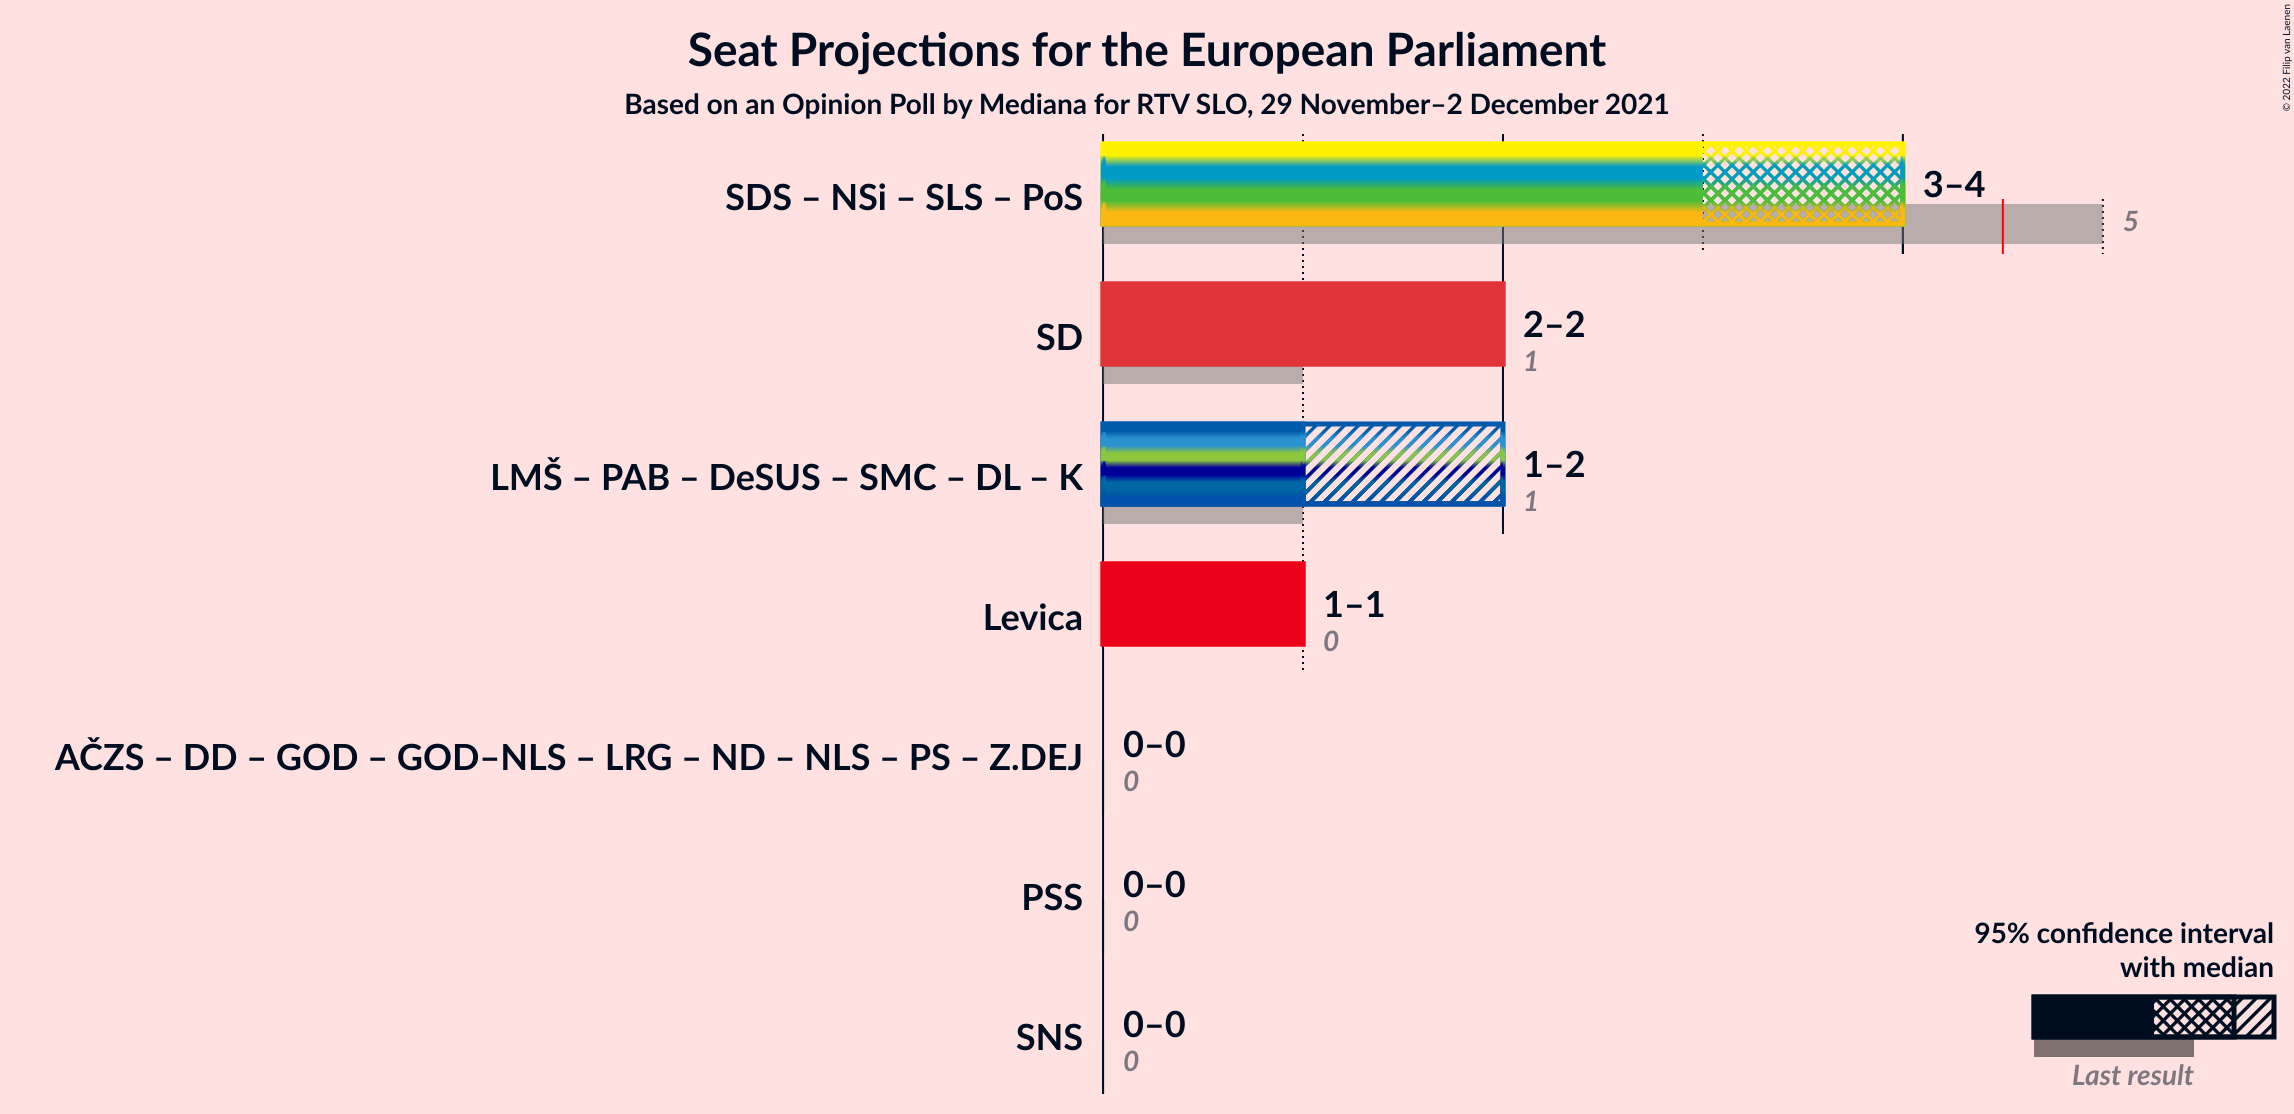 Seat Projections for the European Parliament
Based on an Opinion Poll by Mediana for RTV SLO, 29 November–2 December 2021
© 2022 Filip van Laenen
SDS – NSi – SLS – PoS
3–4
5
SD
2–2
1
LMŠ – PAB – DeSUS – SMC – DL – K
1–2
1
Levica
1–1
0
AČZS – DD – GOD – GOD–NLS – LRG – ND – NLS – PS – Z.DEJ
0–0
0
PSS
0–0
0
SNS
0–0
0
95% confidence interval
with median
Last result